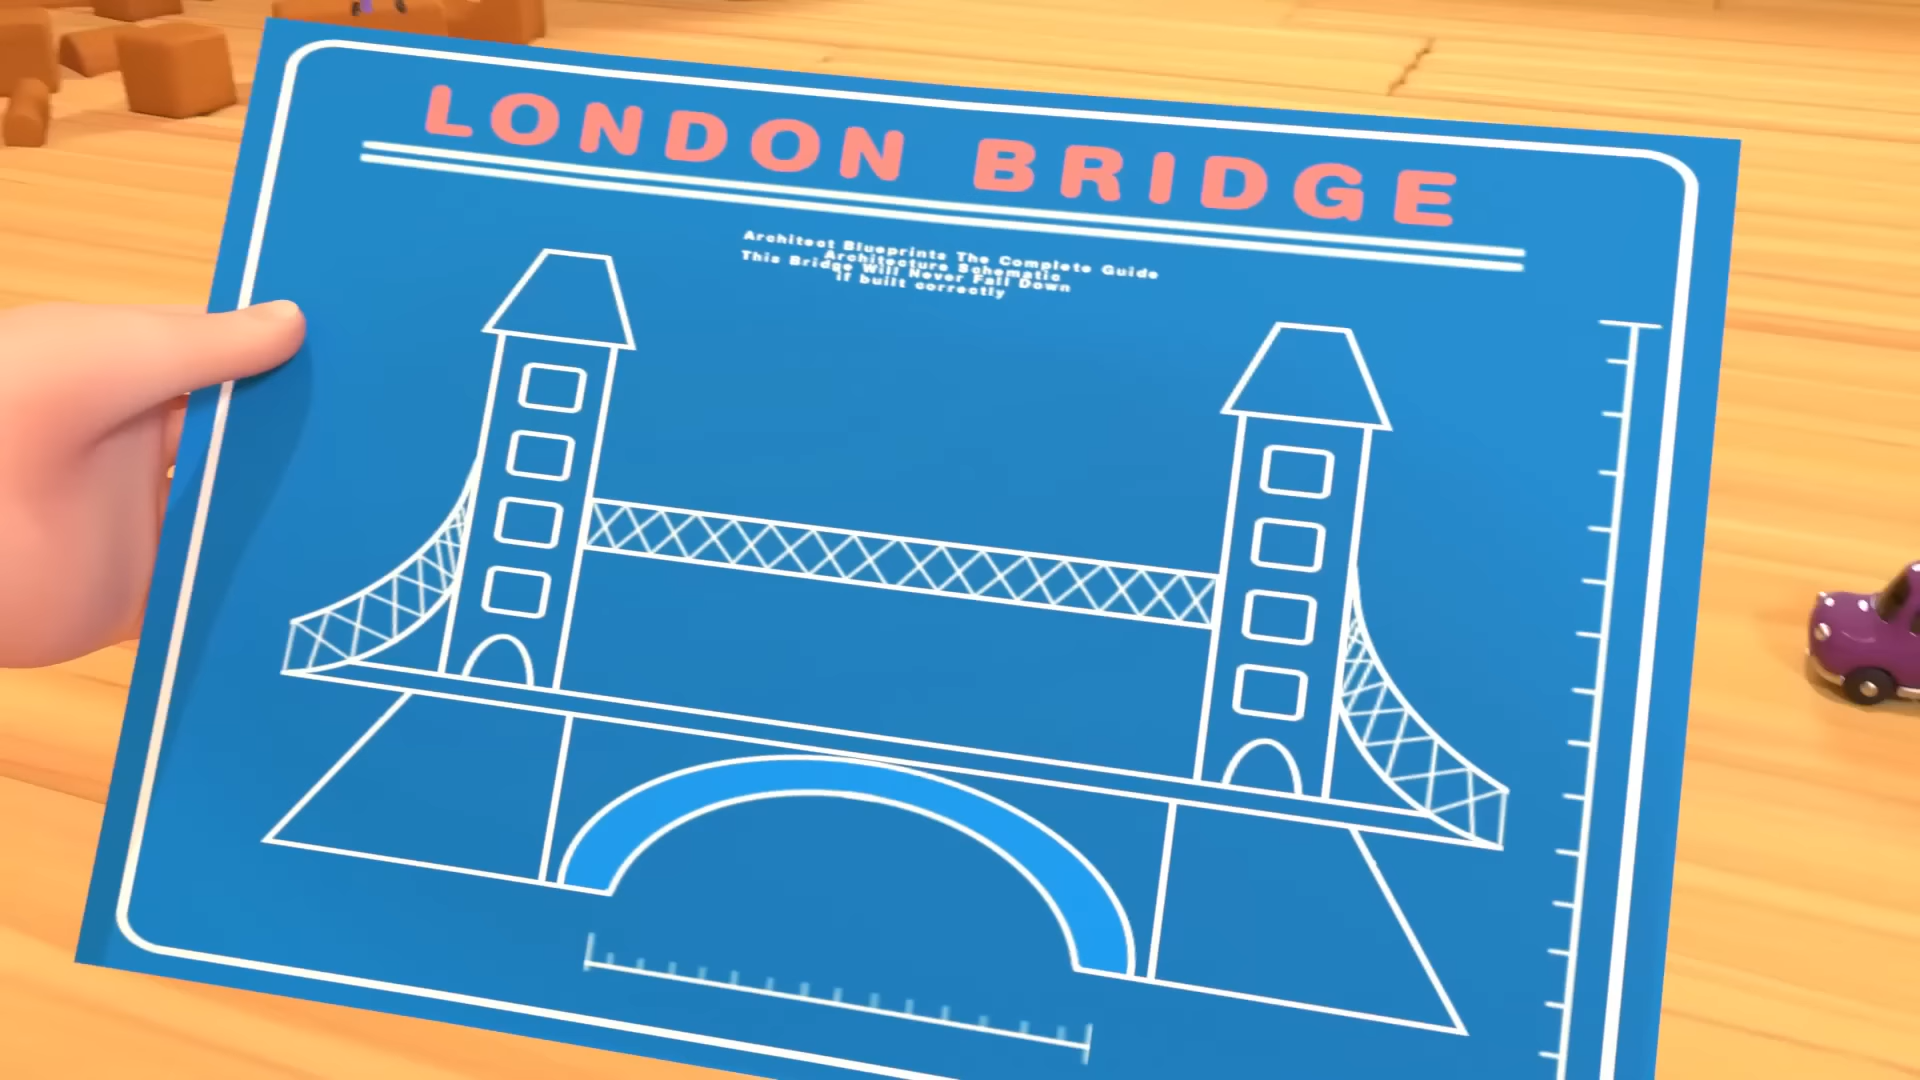 LONDON BRIDGE
Architect Blueprints The Complete Guide
Architecture Schematic
This Bridge Will Never Fall Down
if built correctly